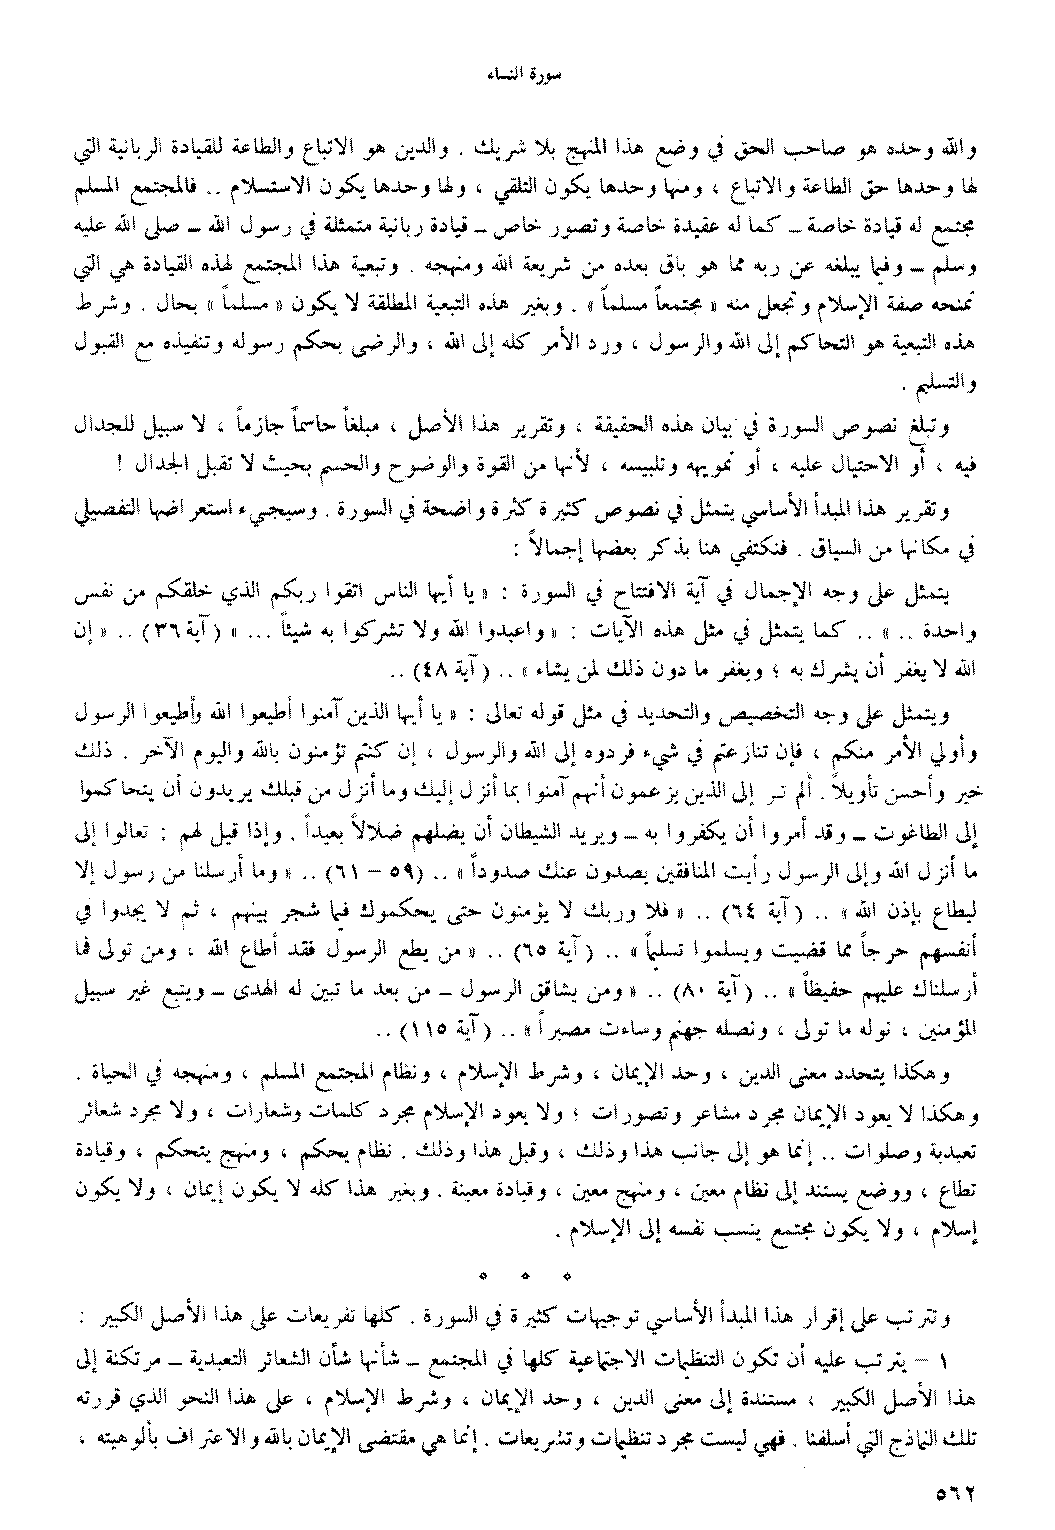 سورة النساء
والله وحده هو صاحب الحق في وضع هذا المنهج بلا شريك . والدين هو الاتباع والطاعة للقيادة الربانية التي
لها وحدها حق الطاعة والاتباع ، ومنها وحدها يكون التلقي ، ولها وحدها يكون الاستسلام .. فالمجتمع المسلم
مجتمع له قيادة خاصة – كما له عقيدة خاصة وتصور خاص – قيادة ربانية متمثلة في رسول الله – صلى الله عليه
وسلم – وفيما يبلغه عن ربه مما هو باق بعده من شريعة الله ومنهجه . وتبعية هذا المجتمع لهذه القيادة هي التي
تمنحه صفة الإسلام وتجعل منه « مجتمعاً مسلماً » . وبغير هذه التبعية المطلقة لا يكون « مسلماً » بحال . وشرط
هذه التبعية هو التحاكم إلى الله والرسول ، ورد الأمر كله إلى الله ، والرضى بحكم رسوله وتنفيذه مع القبول
والتسليم .
وتبلغ نصوص السورة في بيان هذه الحقيقة ، وتقرير هذا الأصل ، مبلغاً حاسماً جازماً ، لا سبيل للجدال
فيه ، أو الاحتيال عليه ، أو تمويهه وتلبيسه ، لأنها من القوة والوضوح والحسم بحيث لا تقبل الجدال !
وتقرير هذا المبدأ الأساسي يتمثل في نصوص كثيرة كثرة واضحة في السورة . وسيجيء استعراضها التفصيلي
في مكانها من السياق . فنكتفي هنا بذكر بعضها إجمالاً :
يتمثل على وجه الإجمال في آية الافتتاح في السورة : « يا أيها الناس اتقوا ربكم الذي خلقكم من نفس
واحدة .. » .. كما يتمثل في مثل هذه الآيات : « واعبدوا الله ولا تشركوا به شيئاً ... » (آية ٣٦) .. « إن
الله لا يغفر أن يشرك به ؛ ويغفر ما دون ذلك لمن يشاء » .. (آية ٤٨) ..
ويتمثل على وجه التخصيص والتحديد في مثل قوله تعالى : « يا أيها الذين آمنوا أطيعوا الله وأطيعوا الرسول
وأولي الأمر منكم ، فإن تنازعتم في شيء فردوه إلى الله والرسول ، إن كنتم تؤمنون بالله واليوم الآخر . ذلك
خير وأحسن تأويلاً . ألم تر إلى الذين يزعمون أنهم آمنوا بما أنزل إليك وما أنزل من قبلك يريدون أن يتحاكموا
إلى الطاغوت – وقد أمروا أن يكفروا به – ويريد الشيطان أن يضلهم ضلالاً بعيداً . وإذا قيل لهم : تعالوا إلى
ما أنزل الله وإلى الرسول رأيت المنافقين يصدون عنك صدوداً » .. (٥٩ – ٦١) .. « وما أرسلنا من رسول إلا
ليطاع بإذن الله » .. (آية ٦٤) .. « فلا وربك لا يؤمنون حتى يحكموك فيما شجر بينهم ، ثم لا يجدوا في
أنفسهم حرجاً مما قضيت ويسلموا تسليماً » .. (آية ٦٥) .. « من يطع الرسول فقد أطاع الله ، ومن تولى فما
أرسلناك عليهم حفيظاً » .. (آية ٨٠) .. « ومن يشاقق الرسول – من بعد ما تبين له الهدى – ويتبع غير سبيل
المؤمنين ، نوله ما تولى ، ونصله جهنم وساءت مصيراً » .. (آية ١١٥) ..
وهكذا يتحدد معنى الدين ، وحد الإيمان ، وشرط الإسلام ، ونظام المجتمع المسلم ، ومنهجه في الحياة .
وهكذا لا يعود الإيمان مجرد مشاعر وتصورات ؛ ولا يعود الإسلام مجرد كلمات وشعارات ، ولا مجرد شعائر
تعبدية وصلوات .. إنما هو إلى جانب هذا وذلك ، وقبل هذا وذلك . نظام يحكم ، ومنهج يتحكم ، وقيادة
تطاع ، ووضع يستند إلى نظام معين ، ومنهج معين ، وقيادة معينة . وبغير هذا كله لا يكون إيمان ، ولا يكون
إسلام ، ولا يكون مجتمع ينسب نفسه إلى الإسلام .
* * *
وتترتب على إقرار هذا المبدأ الأساسي توجيهات كثيرة في السورة . كلها تفريعات على هذا الأصل الكبير :
١ – يترتب عليه أن تكون التنظيمات الاجتماعية كلها في المجتمع – شأنها شأن الشعائر التعبدية – مرتكنة إلى
هذا الأصل الكبير ، مستندة إلى معنى الدين ، وحد الإيمان ، وشرط الإسلام ، على هذا النحو الذي قررته
تلك النماذج التي أسلفنا . فهي ليست مجرد تنظيمات وتشريعات . إنما هي مقتضى الإيمان بالله والاعتراف بألوهيته ،
٥٦٢